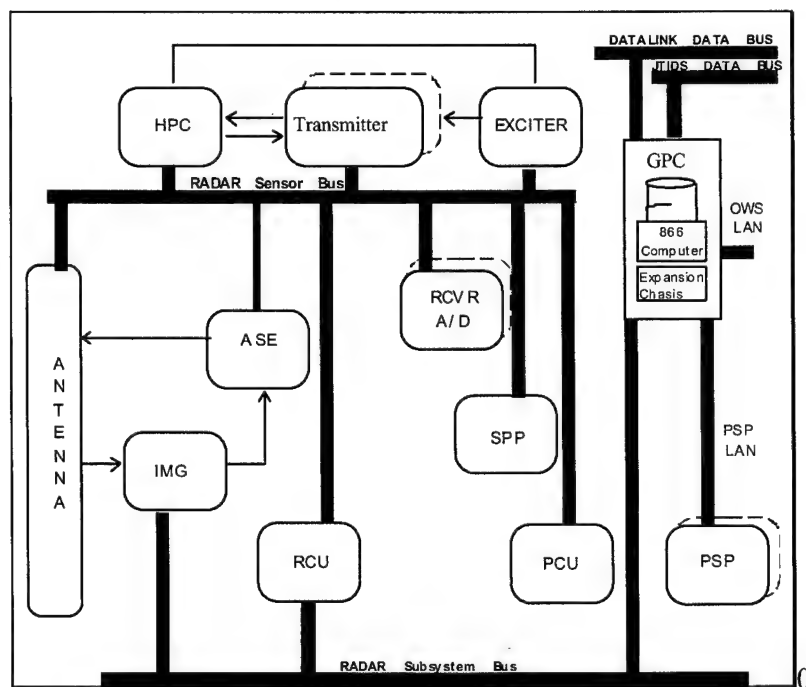 DATALINK DATA BUS
JTIDS DATA BUS
HPC
Transmitter
EXCITER
GPC
RADAR Sensor Bus
866
Computer
OWS
LAN
Expansion
Chasis
RCVR
A/D
ASE
ANTENNA
SPP
PSP
LAN
IMG
RCU
PCU
PSP
RADAR Subsystem Bus